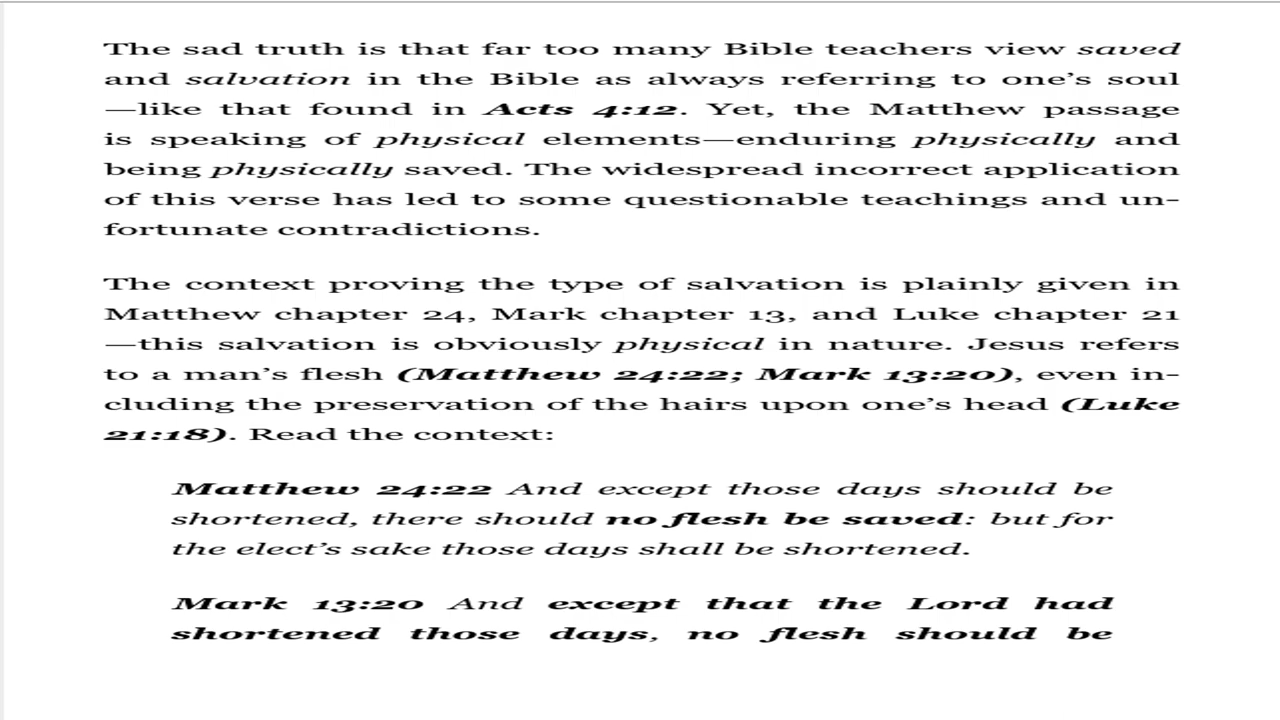 The sad truth is that far too many Bible teachers view saved
and salvation in the Bible as always referring to one’s soul
—like that found in Acts 4:12. Yet, the Matthew passage
is speaking of physical elements—enduring physically and
being physically saved. The widespread incorrect application
of this verse has led to some questionable teachings and un-
fortunate contradictions.
The context proving the type of salvation is plainly given in
Matthew chapter 24, Mark chapter 13, and Luke chapter 21
—this salvation is obviously physical in nature. Jesus refers
to a man’s flesh (Matthew 24:22; Mark 13:20), even in-
cluding the preservation of the hairs upon one’s head (Luke
21:18). Read the context:
Matthew 24:22 And except those days should be
shortened, there should no flesh be saved: but for
the elect’s sake those days shall be shortened.
Mark 13:20 And except that the Lord had
shortened those days, no flesh should be